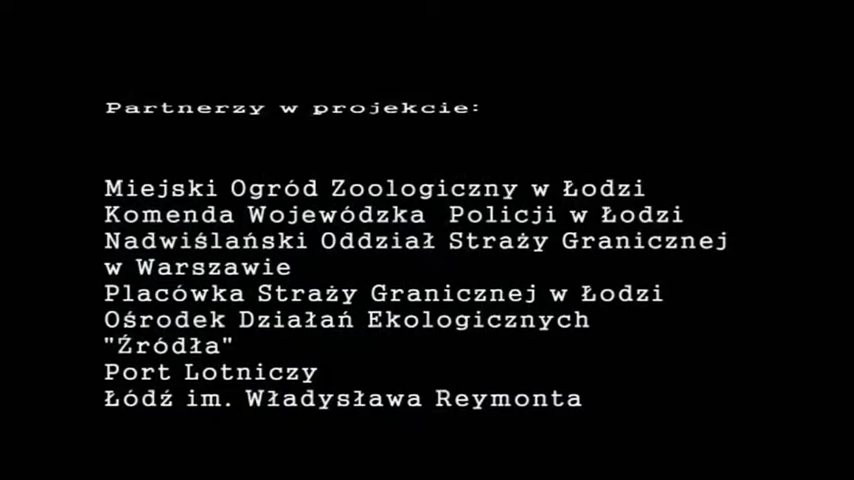 Partnerzy w projekcie:
Miejski Ogród Zoologiczny w Łodzi
Komenda Wojewódzka Policji w Łodzi
Nadwiślański Oddział Straży Granicznej
w Warszawie
Placówka Straży Granicznej w Łodzi
Ośrodek Działań Ekologicznych
"Źródła"
Port Lotniczy
Łódź im. Władysława Reymonta